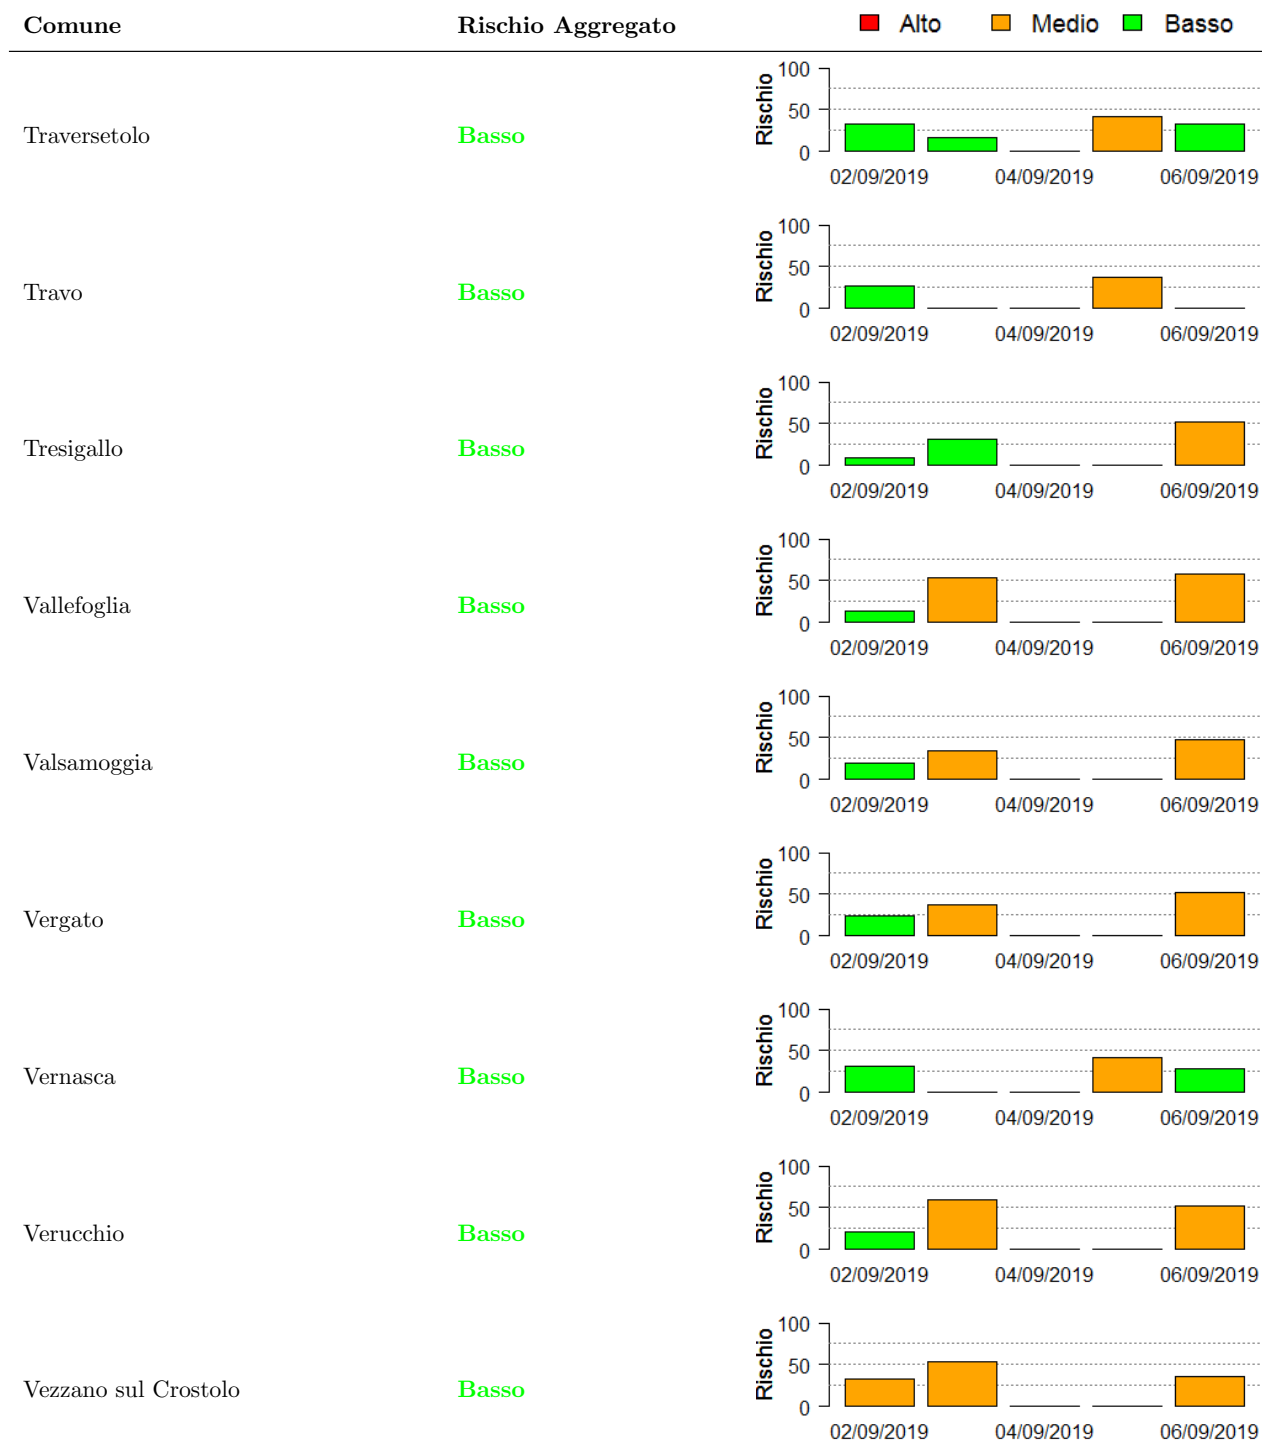 Comune Rischio Aggregato Alto Medio Basso
Traversetolo Basso
Rischio
100
50
0
02/09/2019 04/09/2019 06/09/2019
Travo Basso
Rischio
100
50
0
02/09/2019 04/09/2019 06/09/2019
Tresigallo Basso
Rischio
100
50
0
02/09/2019 04/09/2019 06/09/2019
Vallefoglia Basso
Rischio
100
50
0
02/09/2019 04/09/2019 06/09/2019
Valsamoggia Basso
Rischio
100
50
0
02/09/2019 04/09/2019 06/09/2019
Vergato Basso
Rischio
100
50
0
02/09/2019 04/09/2019 06/09/2019
Vernasca Basso
Rischio
100
50
0
02/09/2019 04/09/2019 06/09/2019
Verucchio Basso
Rischio
100
50
0
02/09/2019 04/09/2019 06/09/2019
Vezzano sul Crostolo Basso
Rischio
100
50
0
02/09/2019 04/09/2019 06/09/2019